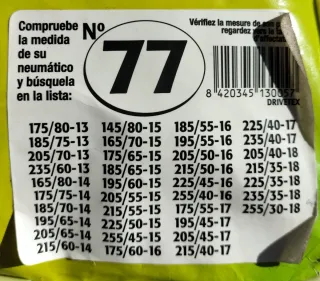 Compruebe
la medida
de su
neumático
y búsquela
en la lista:
Nº
77
Vérifiez la mesure de
regardez
8 420345 130057
DRIVETEX
175/80-13 145/80-15 185/55-16 225/40-17
185/75-13 165/70-15 195/55-16 235/40-17
205/70-13 175/65-15 205/50-16 205/40-18
235/60-13 185/65-15 205/50-16 215/35-18
165/80-14 195/60-15 225/45-16 225/35-18
175/75-14 205/55-15 225/40-16 235/35-18
185/70-14 215/55-15 175/55-17 255/30-18
195/65-14 225/50-15 195/45-17
205/65-14 255/45-15 205/45-17
215/60-14 175/60-16 215/40-17